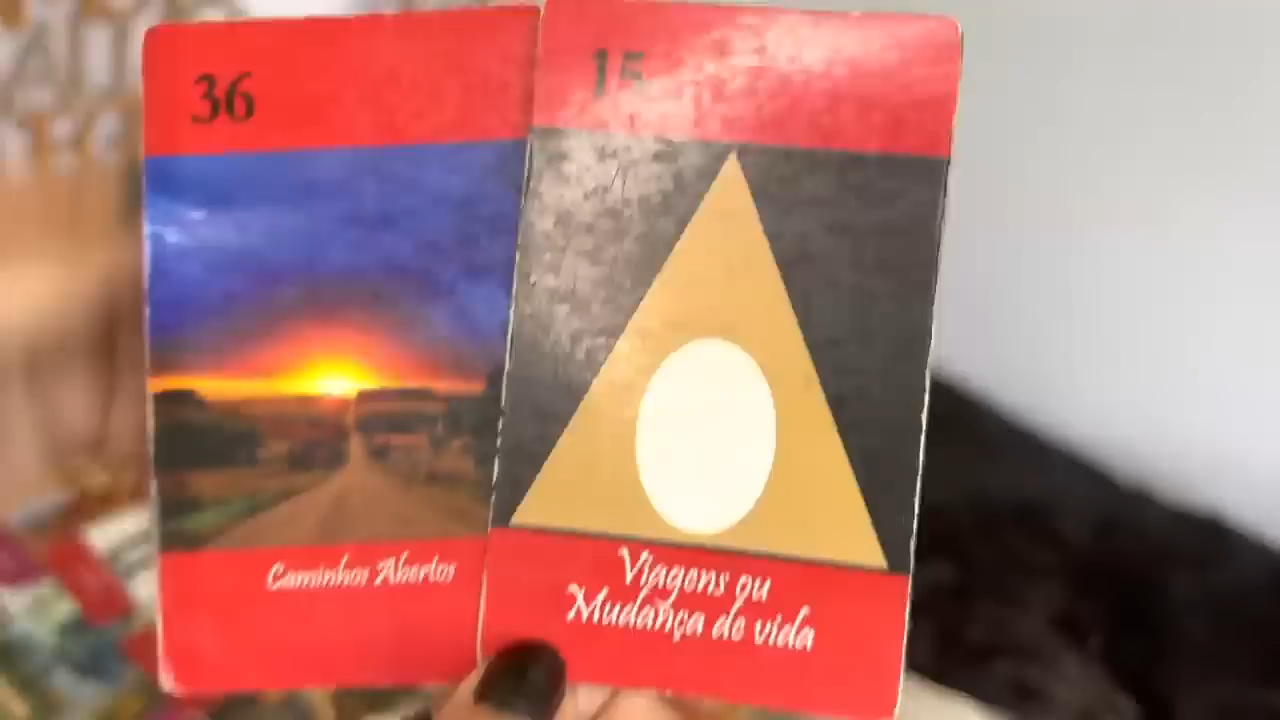 36
15
Caminhos Abertos
Viagens ou
Mudança de vida